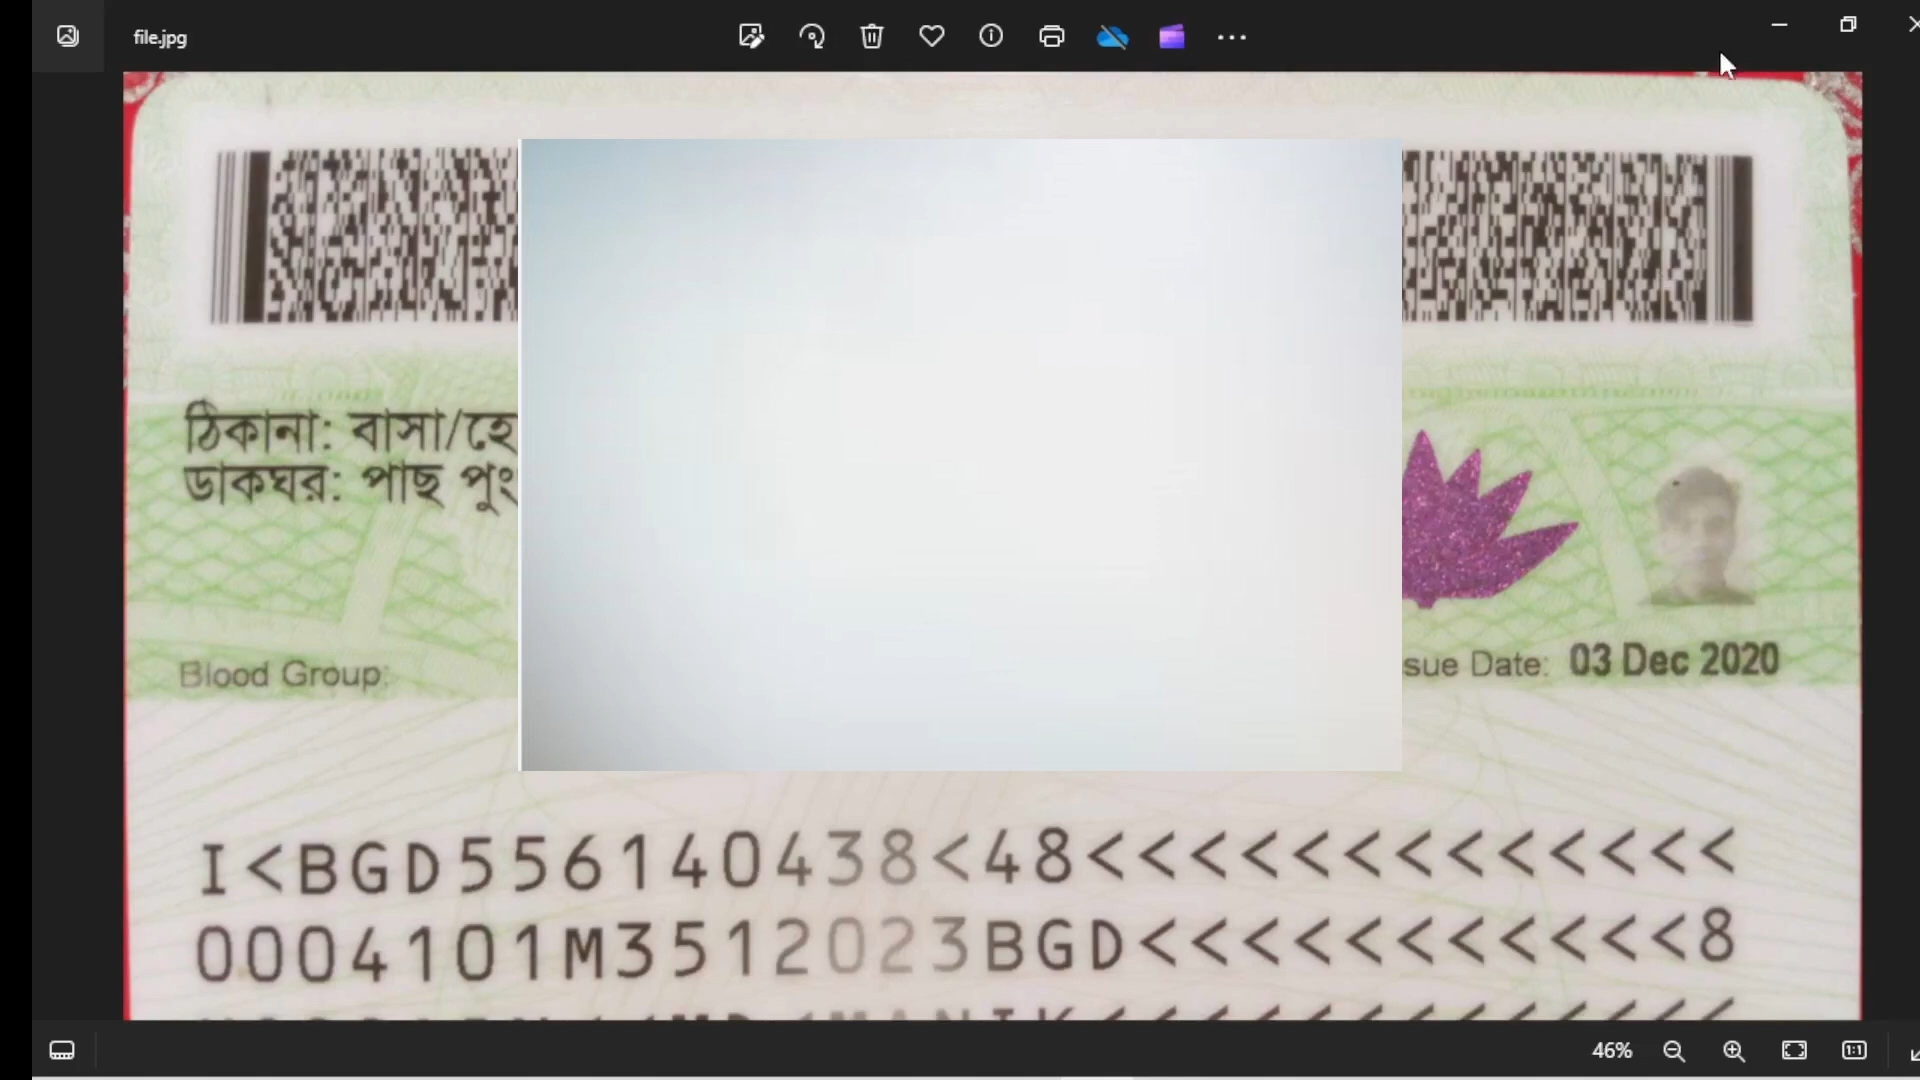 file.jpg
ঠিকানা: বাসা/হো
ডাকঘর: পাছ পুং
Blood Group:
sue Date: 03 Dec 2020
I<BGD556140438<48<<<<<<<<<<<<<
0004101M3512023BGD<<<<<<<<<<<8
46%